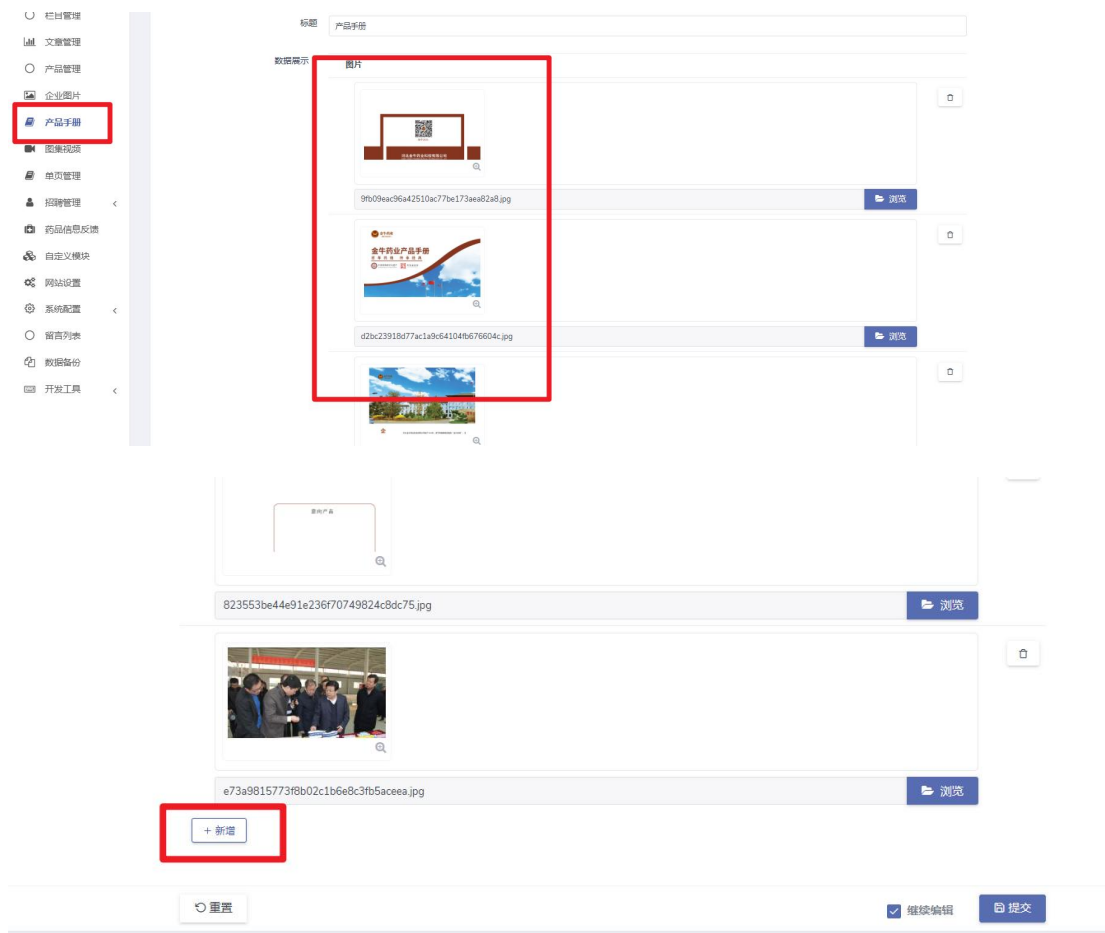 栏目管理
文章管理
产品管理
企业图片
产品手册
图集视频
单页管理
招聘管理
药品信息反馈
自定义模块
网站设置
系统配置
留言列表
数据备份
开发工具
标题
产品手册
数据展示
图片
9fb09eac96a42510ac77be173aea82a8.jpg
浏览
金牛药业产品手册
d2bc23918d77ac1a9c64104fb676604c.jpg
浏览
823553be44e91e236f70749824c8dc75.jpg
浏览
e73a9815773f8b02c1b6e8c3fb5aceea.jpg
浏览
+ 新增
重置
继续编辑
提交